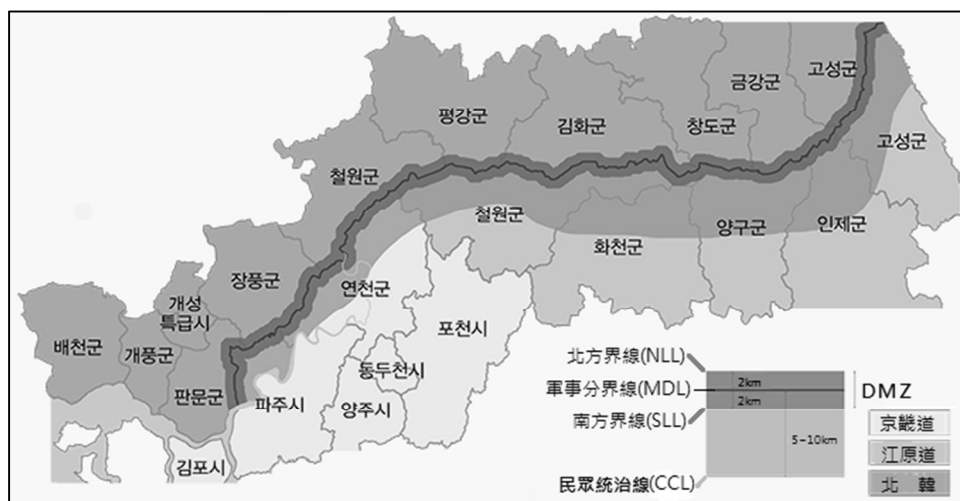 고성군
금강군
평강군
김화군
창도군
고성군
철원군
철원군
양구군
인제군
화천군
장풍군
연천군
개성
특급시
포천시
배천군
개풍군
동두천시
판문군
파주시
양주시
김포시
北方界線(NLL)
軍事分界線(MDL)
南方界線(SLL)
民眾統治線(CCL)
2km
2km
5-10km
DMZ
京畿道
江原道
北 韓